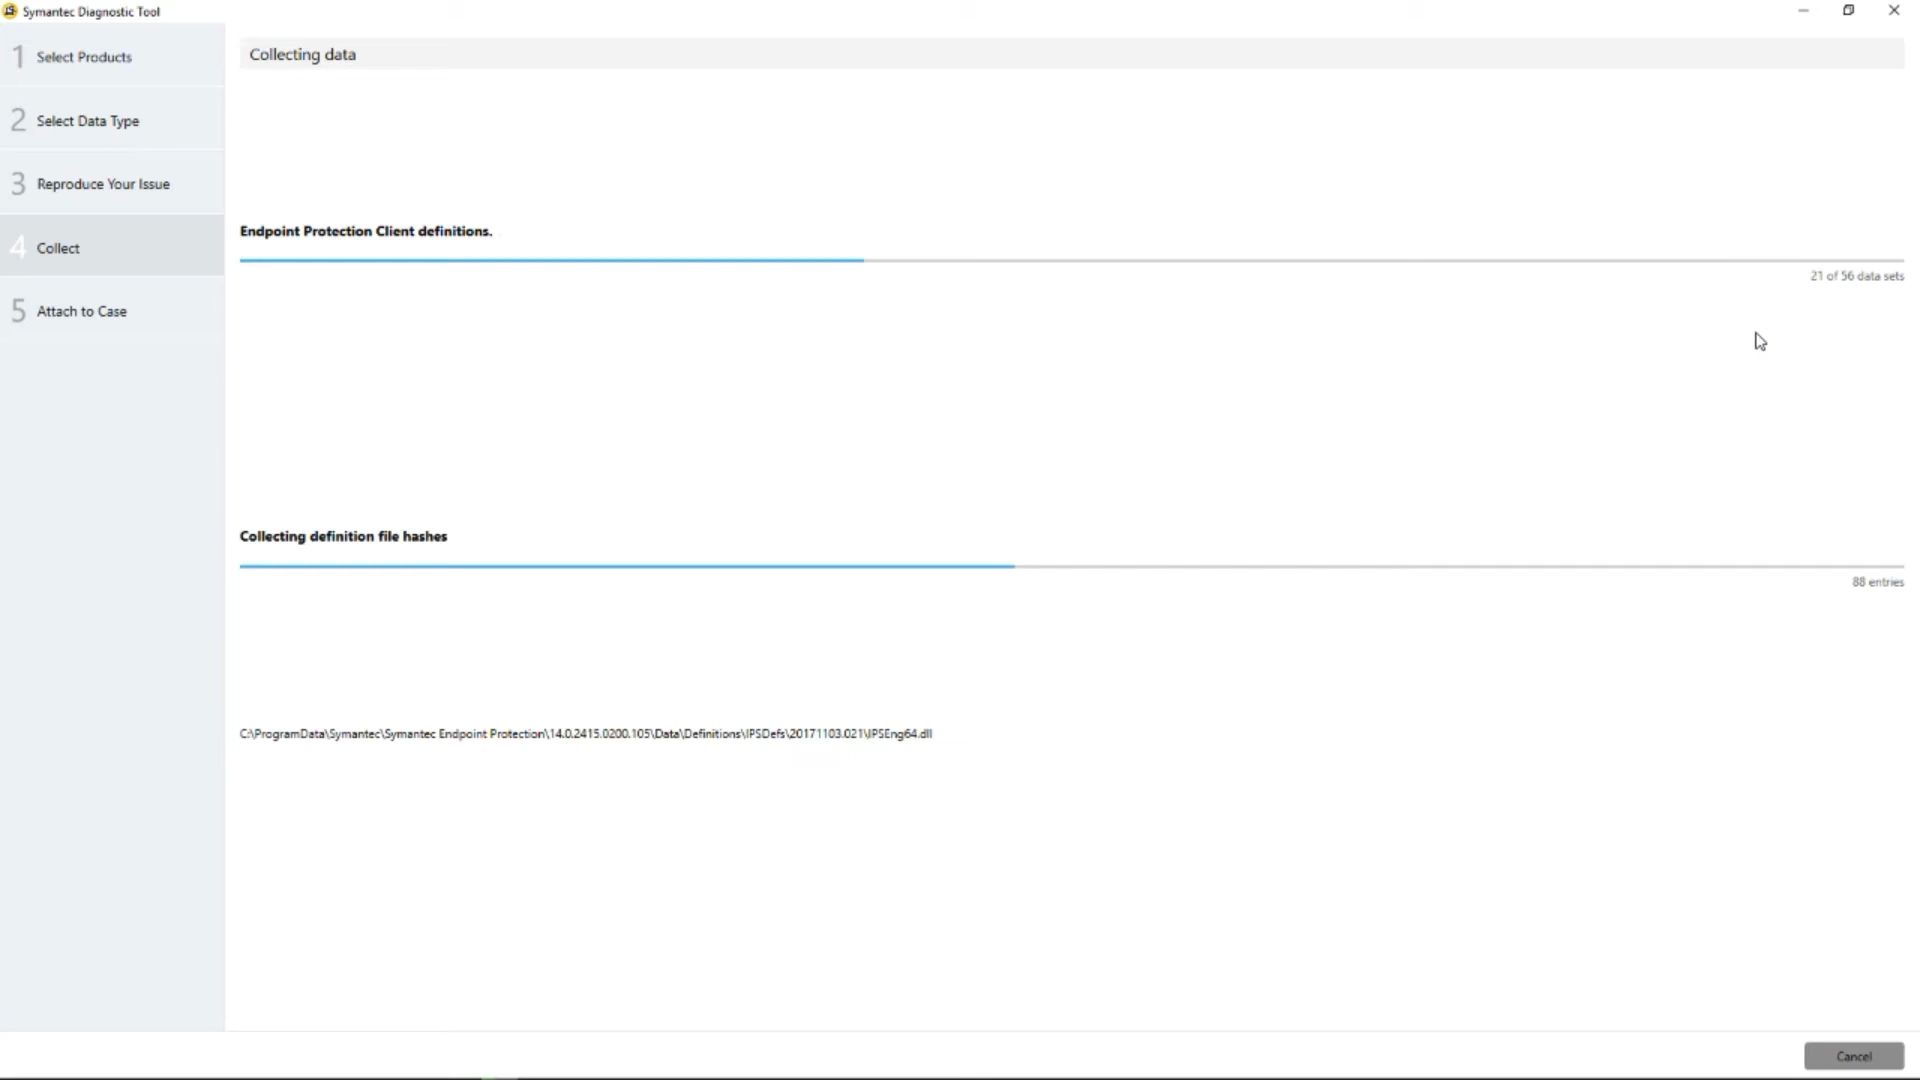 Symantec Diagnostic Tool
1 Select Products
2 Select Data Type
3 Reproduce Your Issue
4 Collect
5 Attach to Case
Collecting data
Endpoint Protection Client definitions.
21 of 56 data sets
Collecting definition file hashes
88 entries
C:\ProgramData\Symantec\Symantec Endpoint Protection\14.0.2415.0200.105\Data\Definitions\IPSDefs\20171103.021\IPSEng64.dll
Cancel